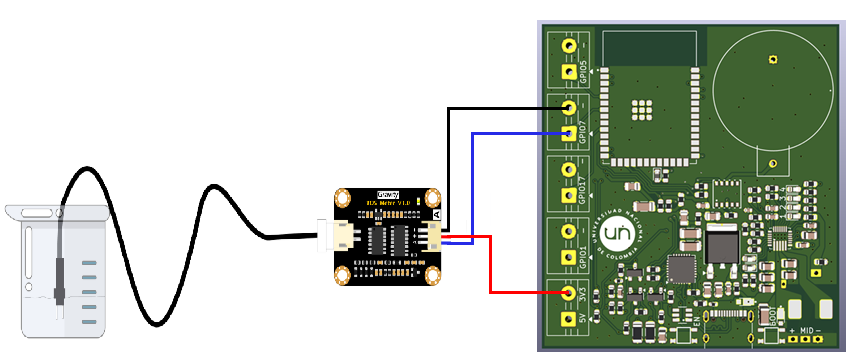 Gravity
TDS Meter V1.0
A
-
+
A
GPIO5
-
GPIO7
-
GPIO17
-
GPIO1
-
3V3
5V
UNIVERSIDAD NACIONAL
DE COLOMBIA
un
EN
BOOT
+ MID -